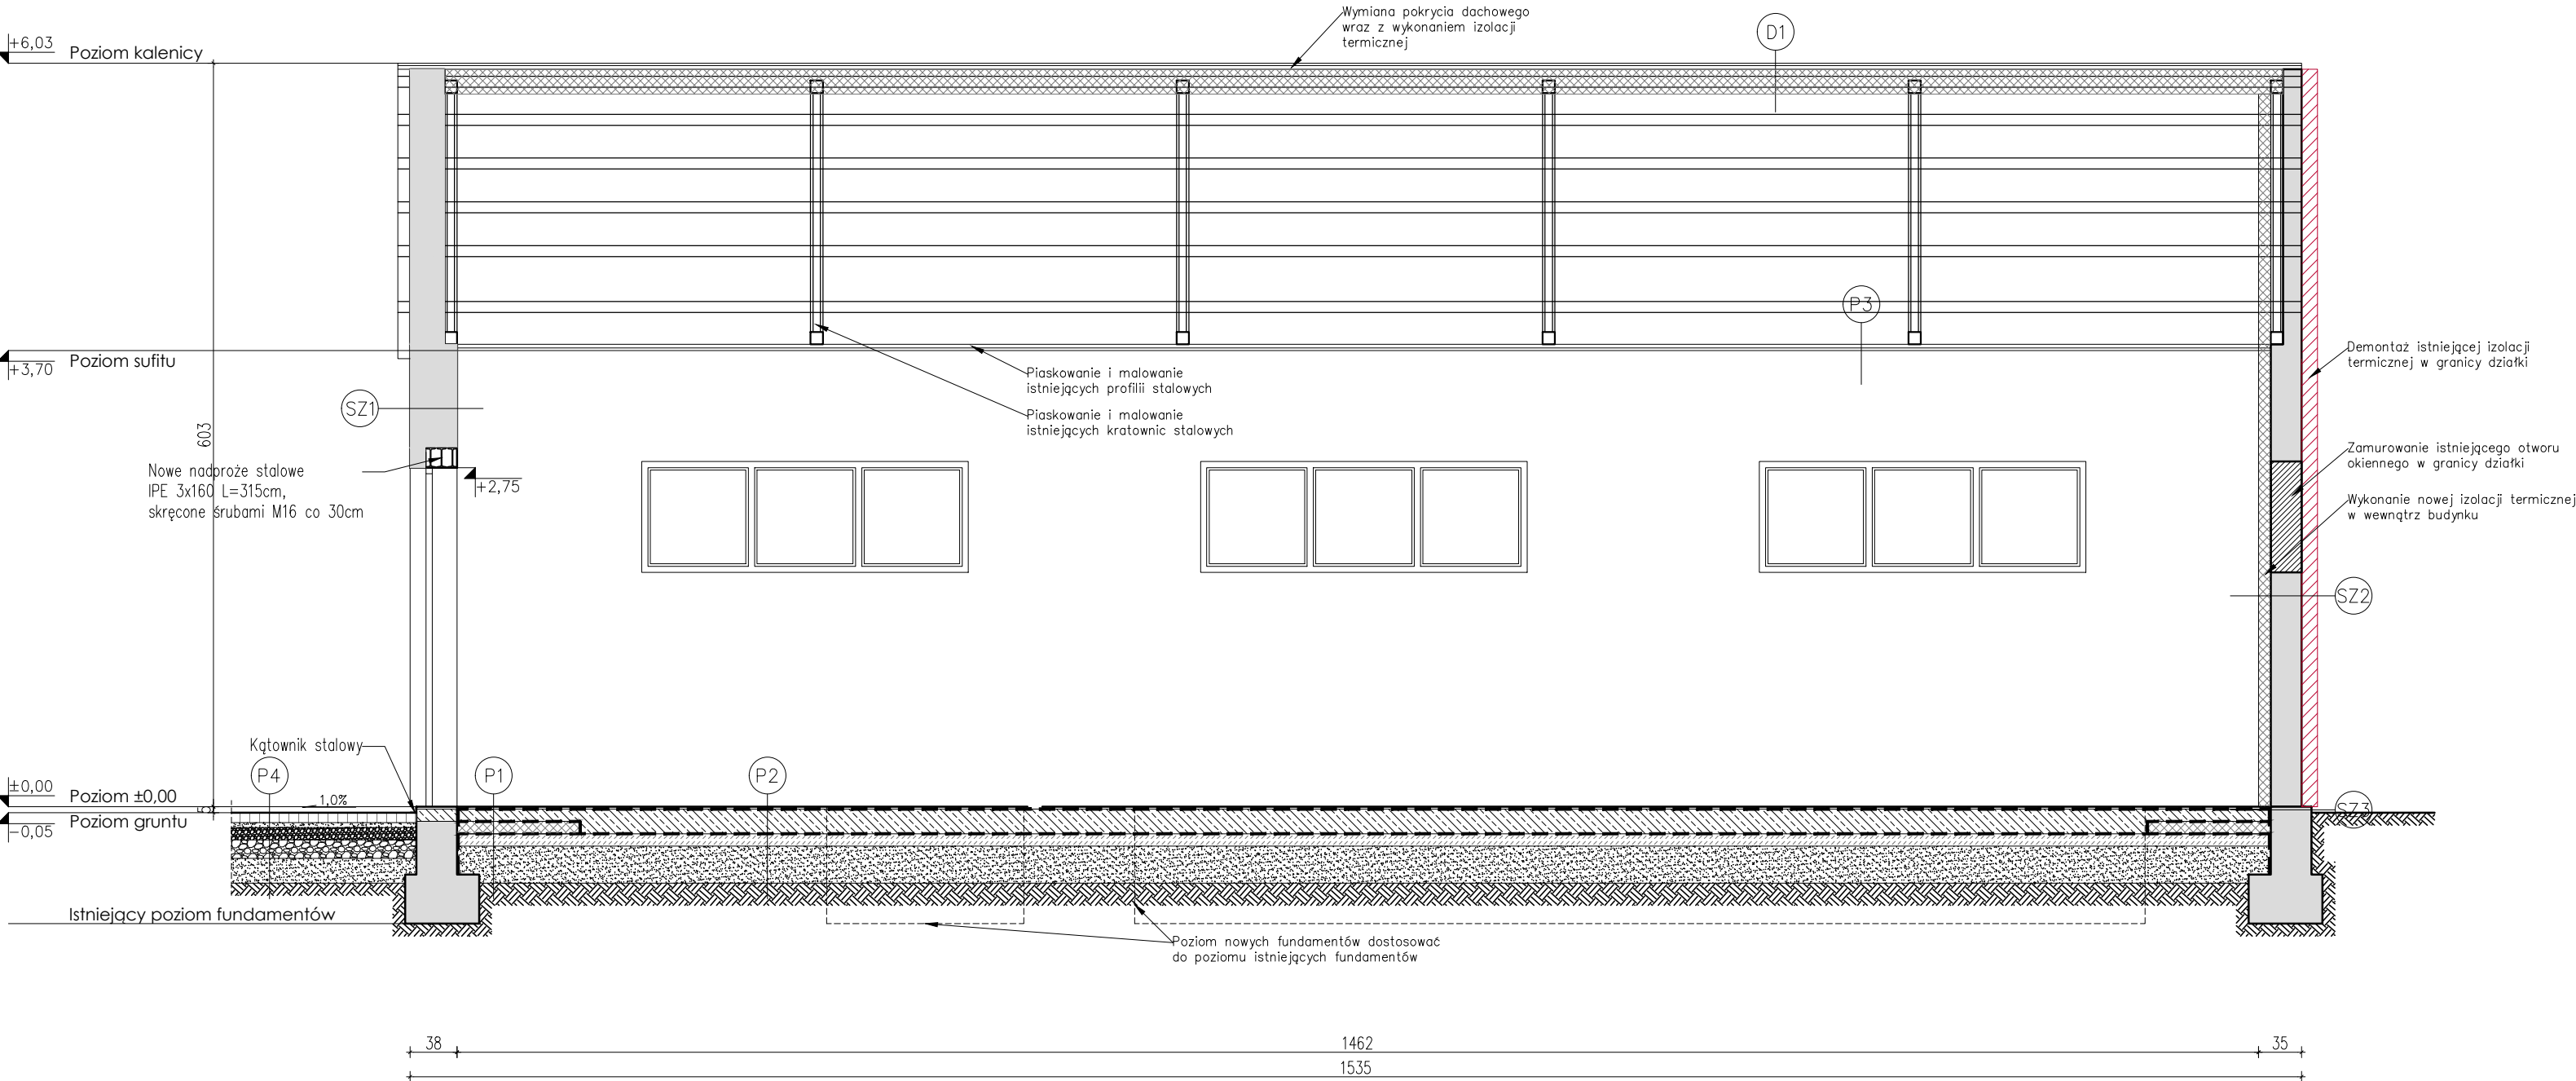 Wymiana pokrycia dachowego
wraz z wykonaniem izolacji
termicznej
D1
+6,03
Poziom kalenicy
P3
+3,70
Poziom sufitu
Demontaż istniejącej izolacji
termicznej w granicy działki
Piaskowanie i malowanie
istniejących profilii stalowych
SZ1
Piaskowanie i malowanie
istniejących kratownic stalowych
603
Zamurowanie istniejącego otworu
okiennego w granicy działki
Nowe nadproże stalowe
IPE 3x160 L=315cm,
skręcone śrubami M16 co 30cm
+2,75
Wykonanie nowej izolacji termicznej
w wewnątrz budynku
SZ2
Kątownik stalowy
P4
P1
P2
±0,00
Poziom ±0,00
1,0%
5
SZ3
-0,05
Poziom gruntu
Istniejący poziom fundamentów
Poziom nowych fundamentów dostosować
do poziomu istniejących fundamentów
38
1462
35
1535